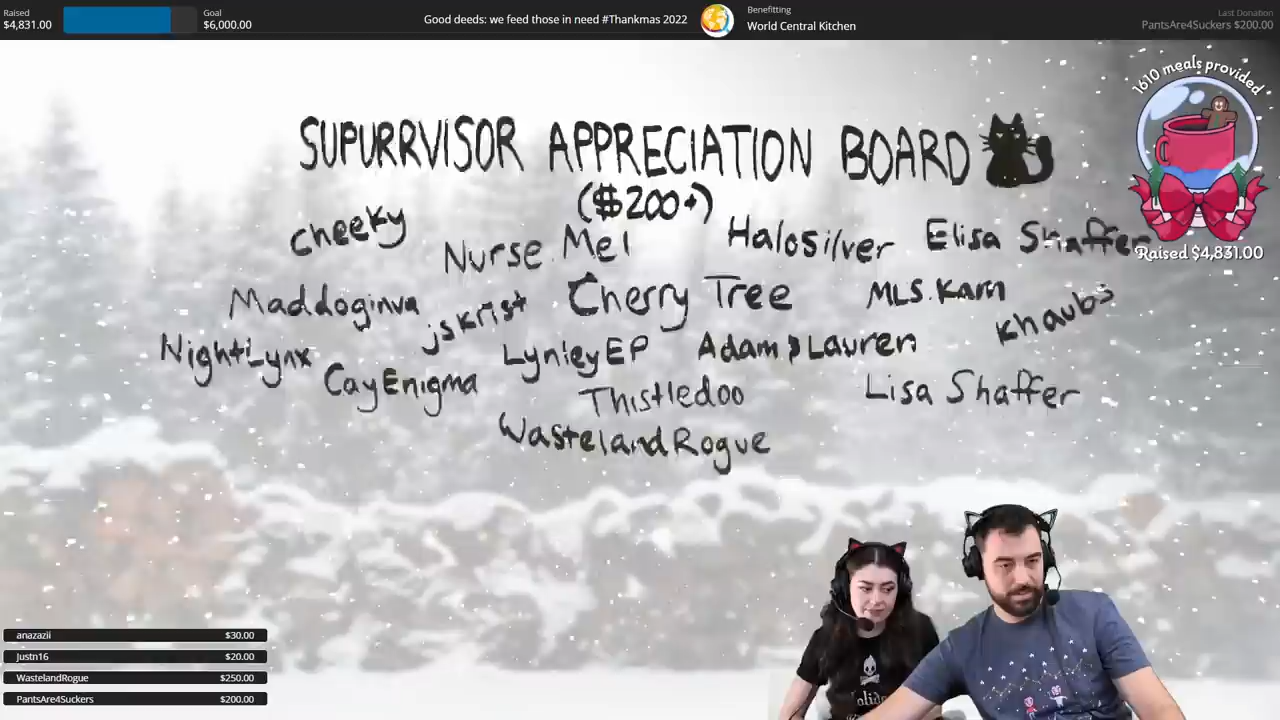 Raised
$4,831.00
Goal
$6,000.00
Good deeds: we feed those in need #Thankmas 2022
Benefitting
World Central Kitchen
Last Donation
PantsAre4Suckers $200.00
1610 meals provided
Raised $4,831.00
SUPURRVISOR APPRECIATION BOARD
($200+)
Cheeky
Nurse Mel
Halosilver
Elisa Shaffer
Maddoginva
jskrist
Cherry Tree
MLS.Kam
Khaubs
NightLynx
CayEnigma
LynleyEP
Adam & Lauren
Thistledoo
Lisa Shaffer
WastelandRogue
anazazii $30.00
Justn16 $20.00
WastelandRogue $250.00
PantsAre4Suckers $200.00